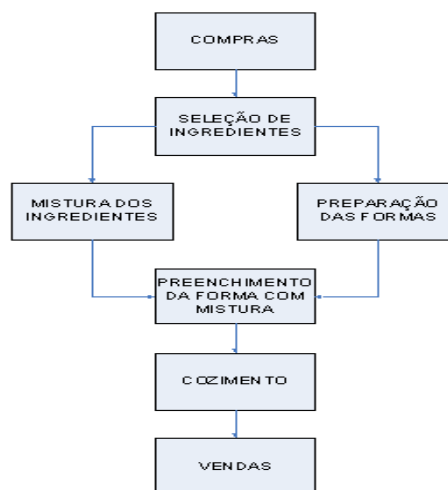 COMPRAS
SELEÇÃO DE
INGREDIENTES
MISTURA DOS
INGREDIENTES
PREPARAÇÃO
DAS FORMAS
PREENCHIMENTO
DA FORMA COM
MISTURA
COZIMENTO
VENDAS